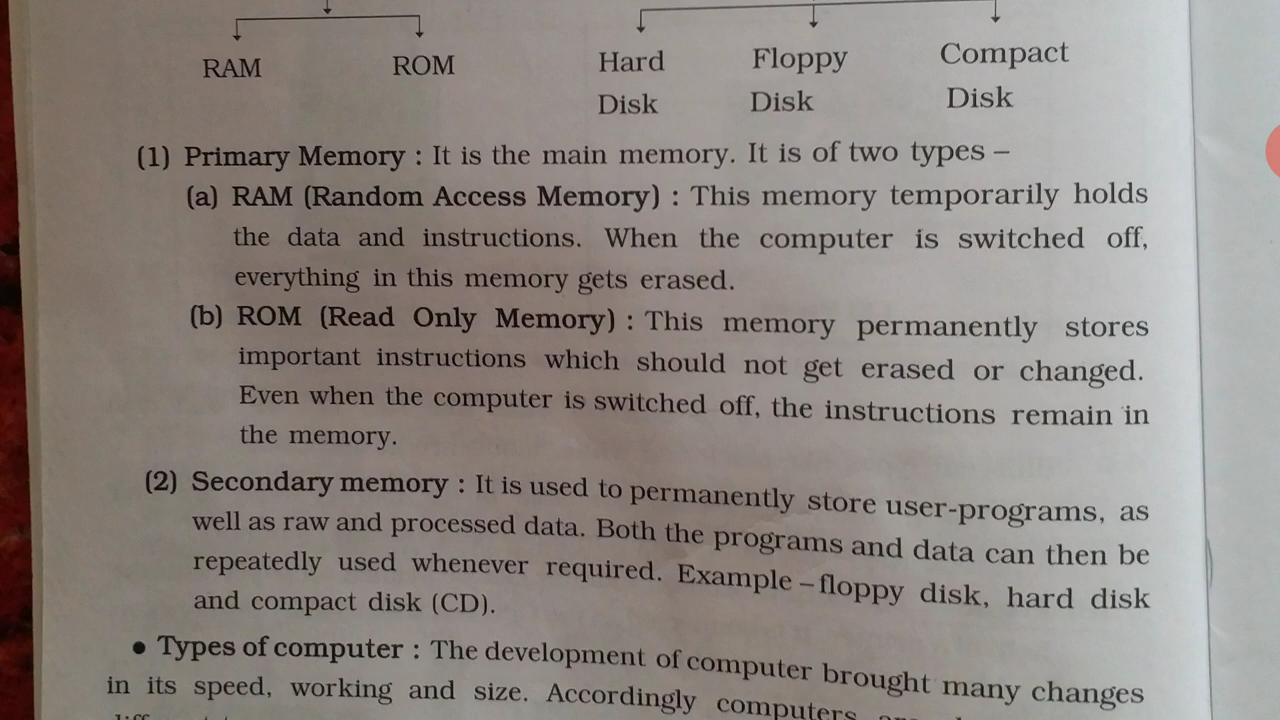 RAM ROM Hard Floppy Compact
Disk Disk Disk
(1) Primary Memory : It is the main memory. It is of two types –
(a) RAM (Random Access Memory) : This memory temporarily holds
the data and instructions. When the computer is switched off,
everything in this memory gets erased.
(b) ROM (Read Only Memory) : This memory permanently stores
important instructions which should not get erased or changed.
Even when the computer is switched off, the instructions remain in
the memory.
(2) Secondary memory : It is used to permanently store user-programs, as
well as raw and processed data. Both the programs and data can then be
repeatedly used whenever required. Example – floppy disk, hard disk
and compact disk (CD).
• Types of computer : The development of computer brought many changes
in its speed, working and size. Accordingly computers